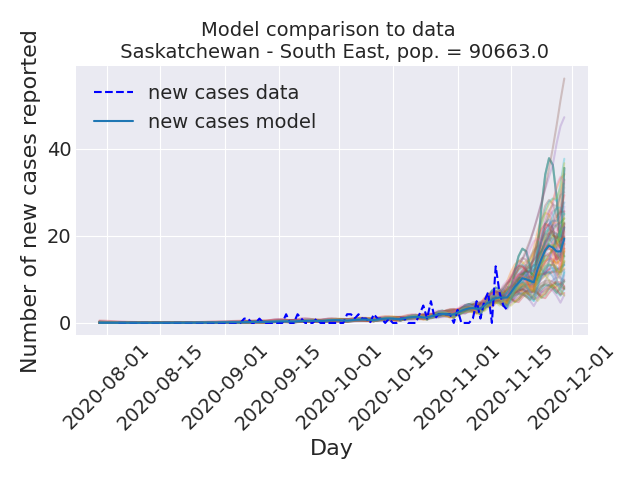 Model comparison to data
Saskatchewan - South East, pop. = 90663.0
Number of new cases reported
new cases data
new cases model
40
20
0
2020-08-01
2020-08-15
2020-09-01
2020-09-15
2020-10-01
2020-10-15
2020-11-01
2020-11-15
2020-12-01
Day